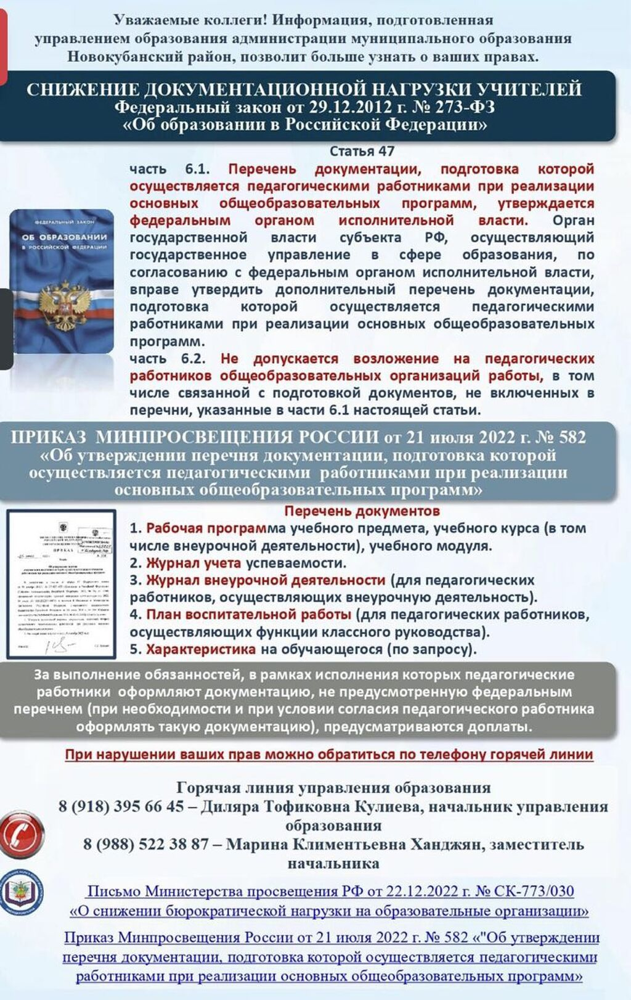 Уважаемые коллеги! Информация, подготовленная
управлением образования администрации муниципального образования
Новокубанский район, позволит больше узнать о ваших правах.
СНИЖЕНИЕ ДОКУМЕНТАЦИОННОЙ НАГРУЗКИ УЧИТЕЛЕЙ
Федеральный закон от 29.12.2012 г. № 273-ФЗ
«Об образовании в Российской Федерации»
Статья 47
часть 6.1. Перечень документации, подготовка которой
осуществляется педагогическими работниками при реализации
основных общеобразовательных программ, утверждается
федеральным органом исполнительной власти. Орган
государственной власти субъекта РФ, осуществляющий
государственное управление в сфере образования, по
согласованию с федеральным органом исполнительной власти,
вправе утвердить дополнительный перечень документации,
подготовка которой осуществляется педагогическими
работниками при реализации основных общеобразовательных
программ.
часть 6.2. Не допускается возложение на педагогических
работников общеобразовательных организаций работы, в том
числе связанной с подготовкой документов, не включенных в
перечни, указанные в части 6.1 настоящей статьи.
ФЕДЕРАЛЬНЫЙ ЗАКОН
ОБ ОБРАЗОВАНИИ
В РОССИЙСКОЙ ФЕДЕРАЦИИ
ПРИКАЗ МИНПРОСВЕЩЕНИЯ РОССИИ от 21 июля 2022 г. № 582
«Об утверждении перечня документации, подготовка которой
осуществляется педагогическими работниками при реализации
основных общеобразовательных программ»
ПРИКАЗ
Перечень документов
1. Рабочая программа учебного предмета, учебного курса (в том
числе внеурочной деятельности), учебного модуля.
2. Журнал учета успеваемости.
3. Журнал внеурочной деятельности (для педагогических
работников, осуществляющих внеурочную деятельность).
4. План воспитательной работы (для педагогических работников,
осуществляющих функции классного руководства).
5. Характеристика на обучающегося (по запросу).
За выполнение обязанностей, в рамках исполнения которых педагогические
работники оформляют документацию, не предусмотренную федеральным
перечнем (при необходимости и при условии согласия педагогического работника
оформлять такую документацию), предусматриваются доплаты.
При нарушении ваших прав можно обратиться по телефону горячей линии
Горячая линия управления образования
8 (918) 395 66 45 – Диляра Тофиковна Кулиева, начальник управления
образования
8 (988) 522 38 87 – Марина Климентьевна Ханджян, заместитель
начальника
Письмо Министерства просвещения РФ от 22.12.2022 г. № СК-773/030
«О снижении бюрократической нагрузки на образовательные организации»
Приказ Минпросвещения России от 21 июля 2022 г. № 582 «"Об утверждении
перечня документации, подготовка которой осуществляется педагогическими
работниками при реализации основных общеобразовательных программ»